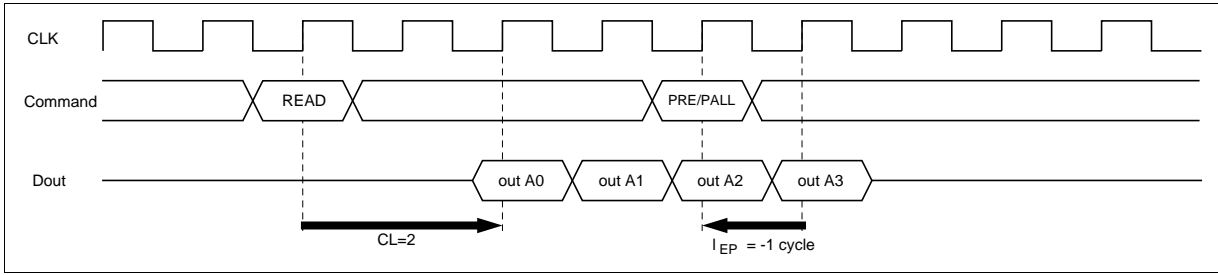 CLK
Command READ PRE/PALL
Dout out A0 out A1 out A2 out A3
CL=2 l EP = -1 cycle